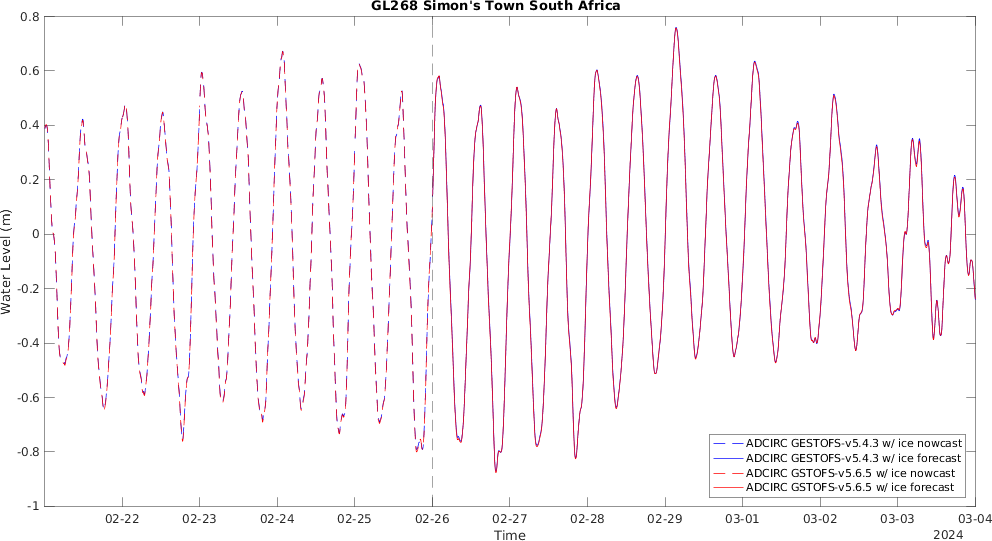 GL268 Simon's Town South Africa
0.8
0.6
0.4
0.2
0
-0.2
-0.4
-0.6
-0.8
-1
Water Level (m)
ADCIRC GESTOFS-v5.4.3 w/ ice nowcast
ADCIRC GESTOFS-v5.4.3 w/ ice forecast
ADCIRC GSTOFS-v5.6.5 w/ ice nowcast
ADCIRC GSTOFS-v5.6.5 w/ ice forecast
02-22 02-23 02-24 02-25 02-26 02-27 02-28 02-29 03-01 03-02 03-03 03-04
Time
2024